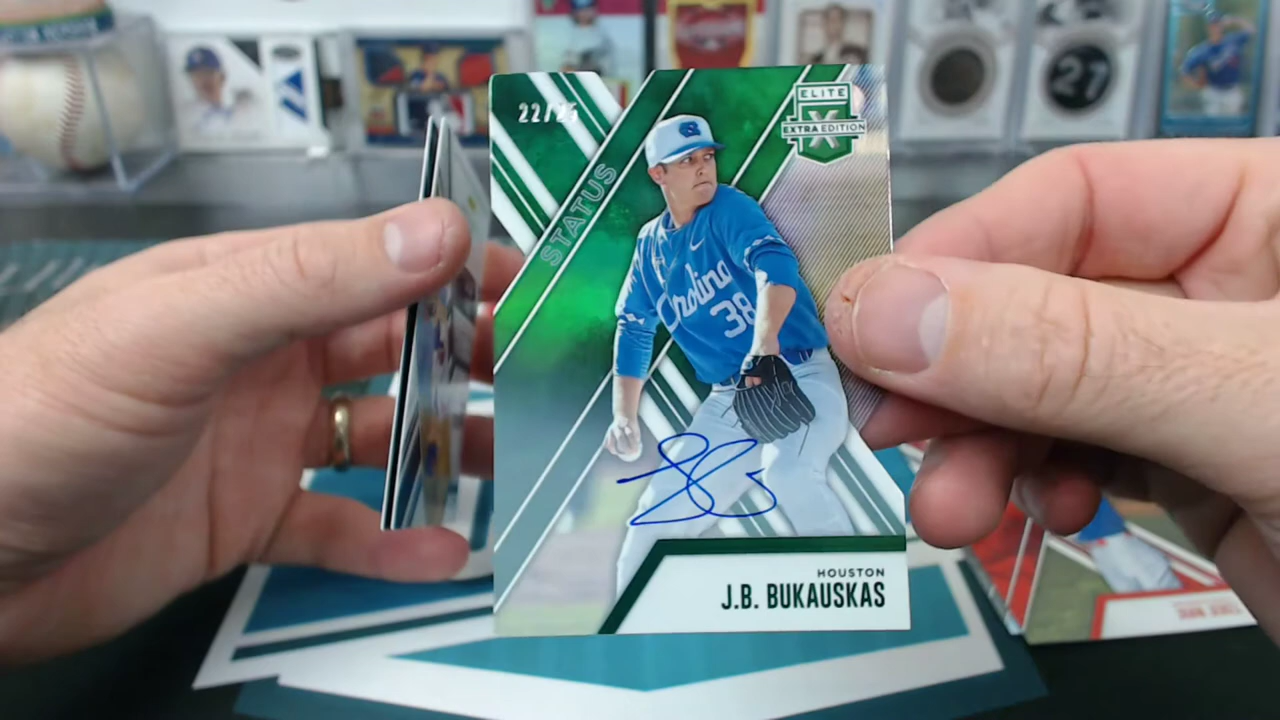 22/25
ELITE
X
EXTRA EDITION
STATUS
Carolina
38
HOUSTON
J.B. BUKAUSKAS
27